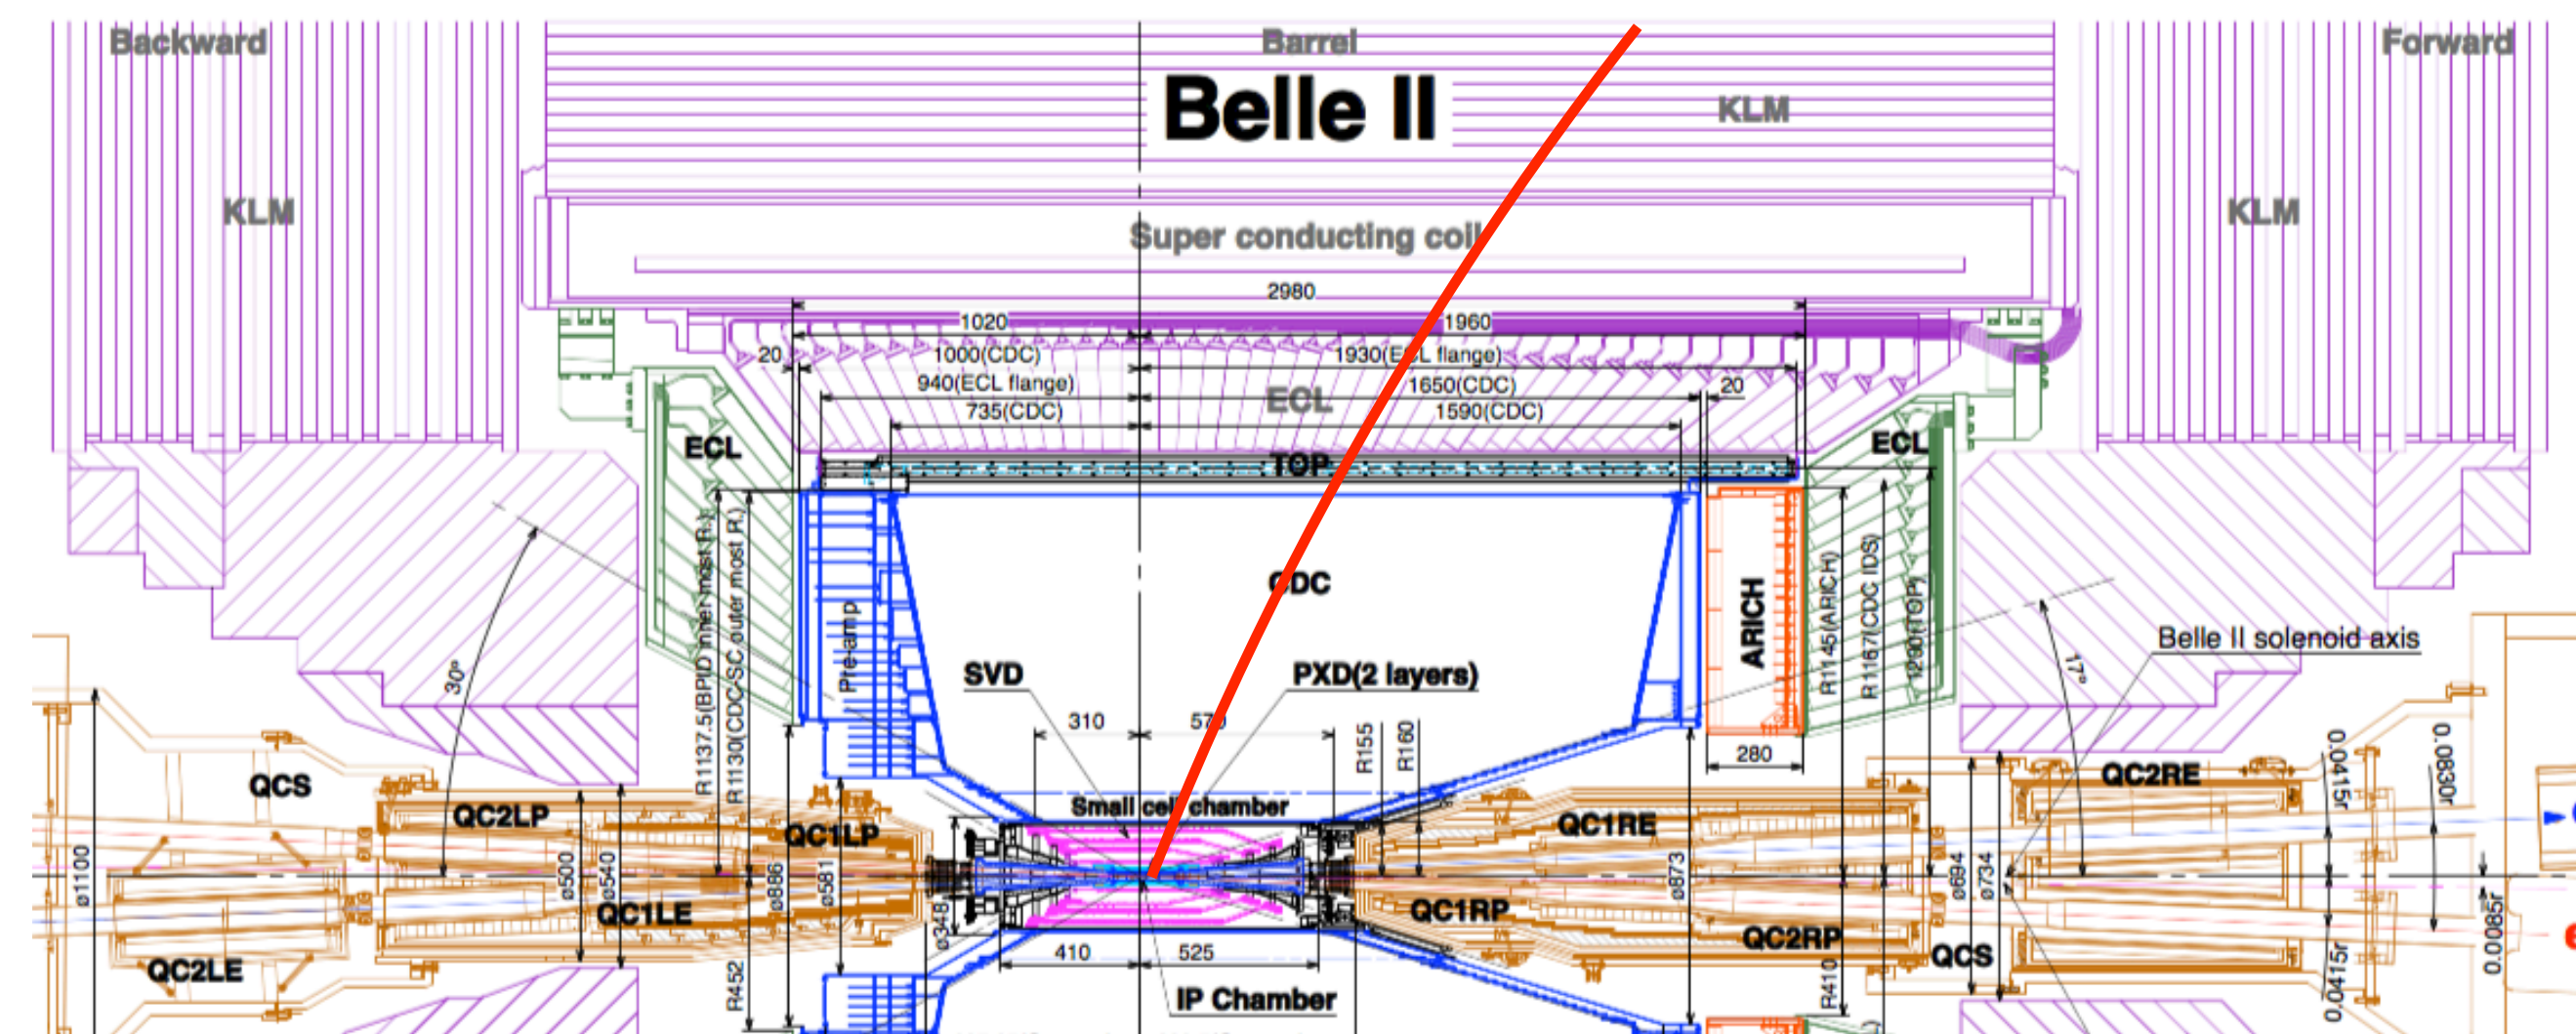 Backward
Barrel
Forward
Belle II
KLM
KLM
KLM
Super conducting coil
2980
1020
1960
20
1000(CDC)
1930(ECL flange)
940(ECL flange)
1650(CDC)
20
735(CDC)
ECL
1590(CDC)
ECL
ECL
TOP
CDC
ARICH
Pre-amp
R1137.5(BPID inner most R.)
R1130(CDC/SC outer most R.)
R1145(ARICH)
R1167(CDC IDS)
1290(TOP)
30°
17°
Belle II solenoid axis
SVD
PXD(2 layers)
310
570
R155
R160
280
0.0415r
0.0830r
QCS
QC2LP
QC1LP
Small cell chamber
QC1RE
QC2RE
ø1100
ø500
ø540
ø886
ø581
ø873
ø694
ø734
QC1LE
QC2LE
ø348
QC1RP
QC2RP
QCS
R452
410
525
R410
0.0415r
0.0085r
IP Chamber